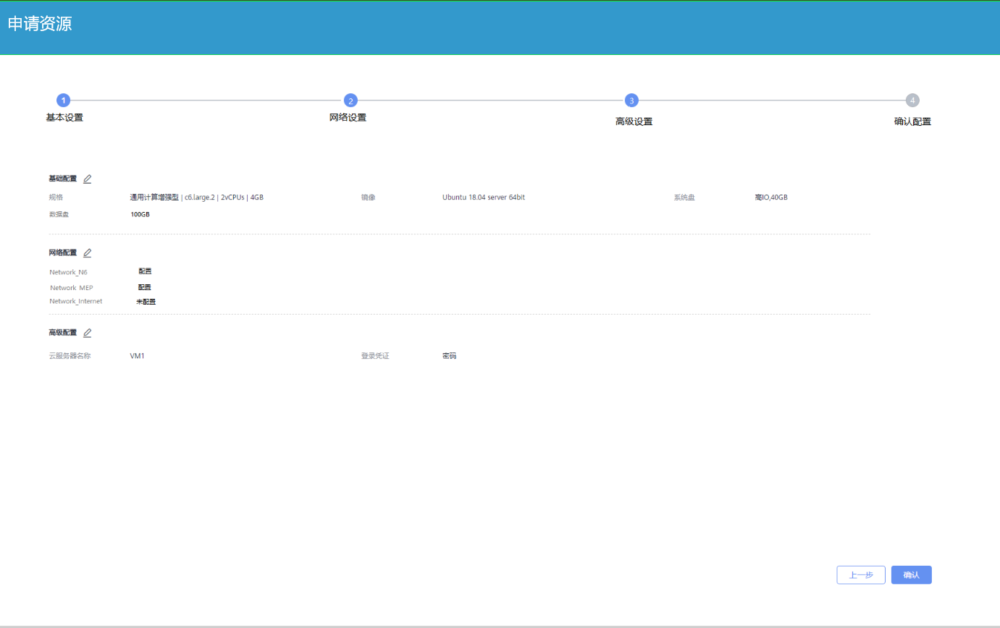 申请资源
1 2 3 4
基本设置 网络设置 高级设置 确认配置
基础配置
规格 通用计算增强型 | c6.large.2 | 2vCPUs | 4GB 镜像 Ubuntu 18.04 server 64bit 系统盘 高IO,40GB
数据盘 100GB
网络配置
Network_N6 配置
Network_MEP 配置
Network_Internet 未配置
高级配置
云服务器名称 VM1 登录凭证 密码
上一步 确认